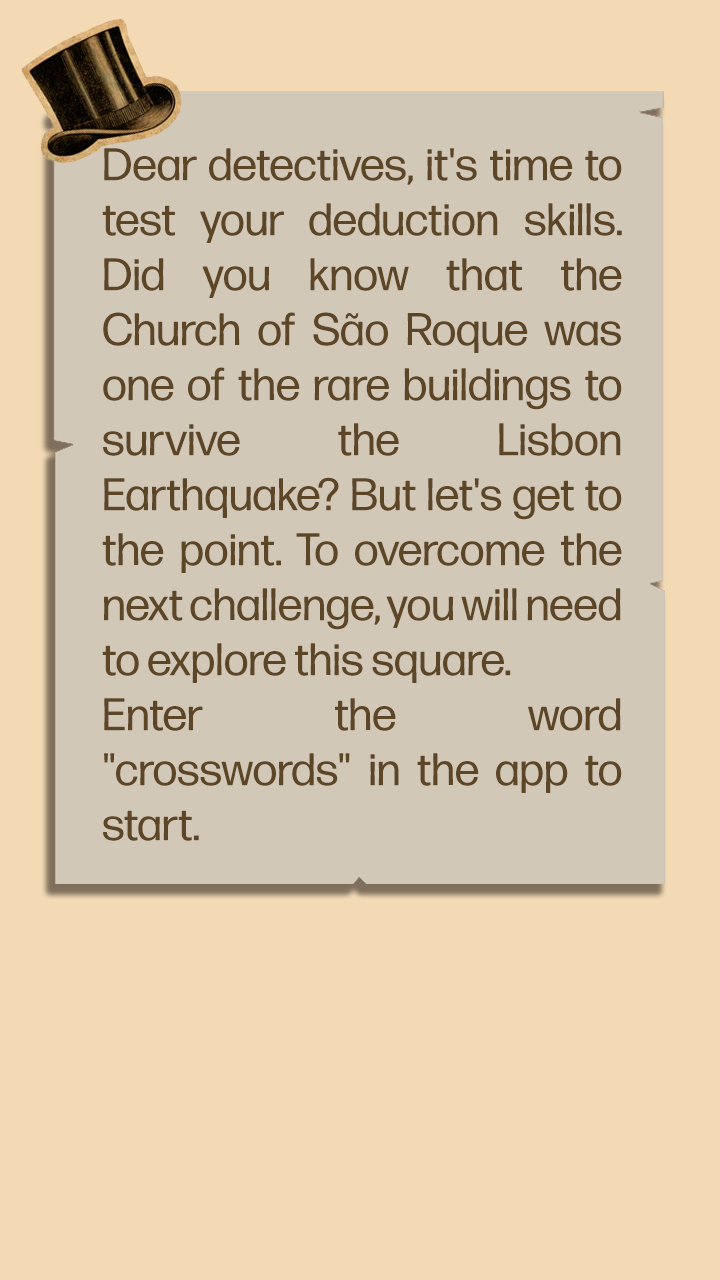 Dear detectives, it's time to
test your deduction skills.
Did you know that the
Church of São Roque was
one of the rare buildings to
survive the Lisbon
Earthquake? But let's get to
the point. To overcome the
next challenge, you will need
to explore this square.
Enter the word
"crosswords" in the app to
start.